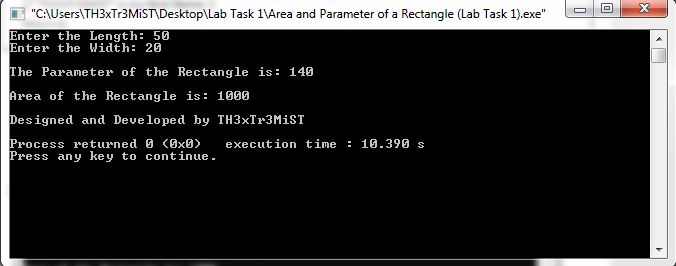 "C:\Users\TH3xTr3MiST\Desktop\Lab Task 1\Area and Parameter of a Rectangle (Lab Task 1).exe"
Enter the Length: 50
Enter the Width: 20
The Parameter of the Rectangle is: 140
Area of the Rectangle is: 1000
Designed and Developed by TH3xTr3MiST
Process returned 0 (0x0)   execution time : 10.390 s
Press any key to continue.